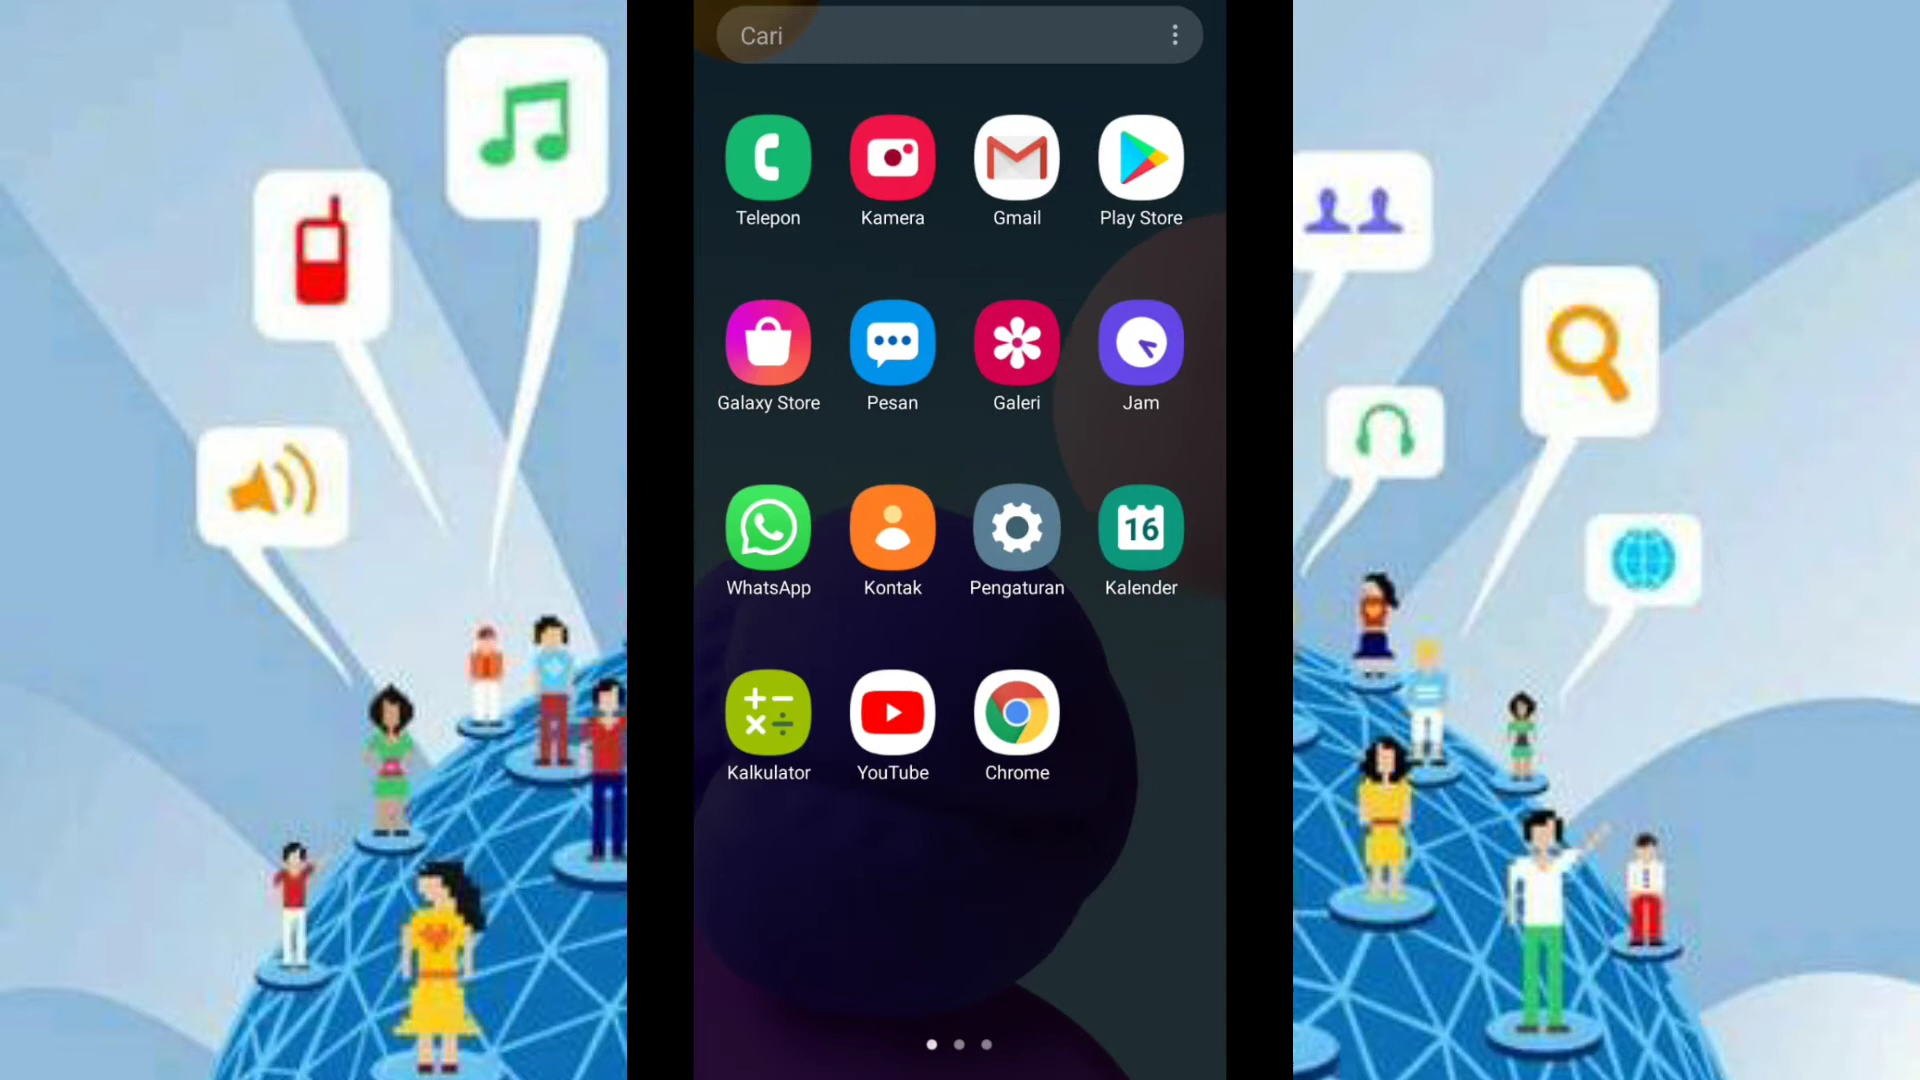 Cari
Telepon Kamera Gmail Play Store
Galaxy Store Pesan Galeri Jam
16
WhatsApp Kontak Pengaturan Kalender
Kalkulator YouTube Chrome